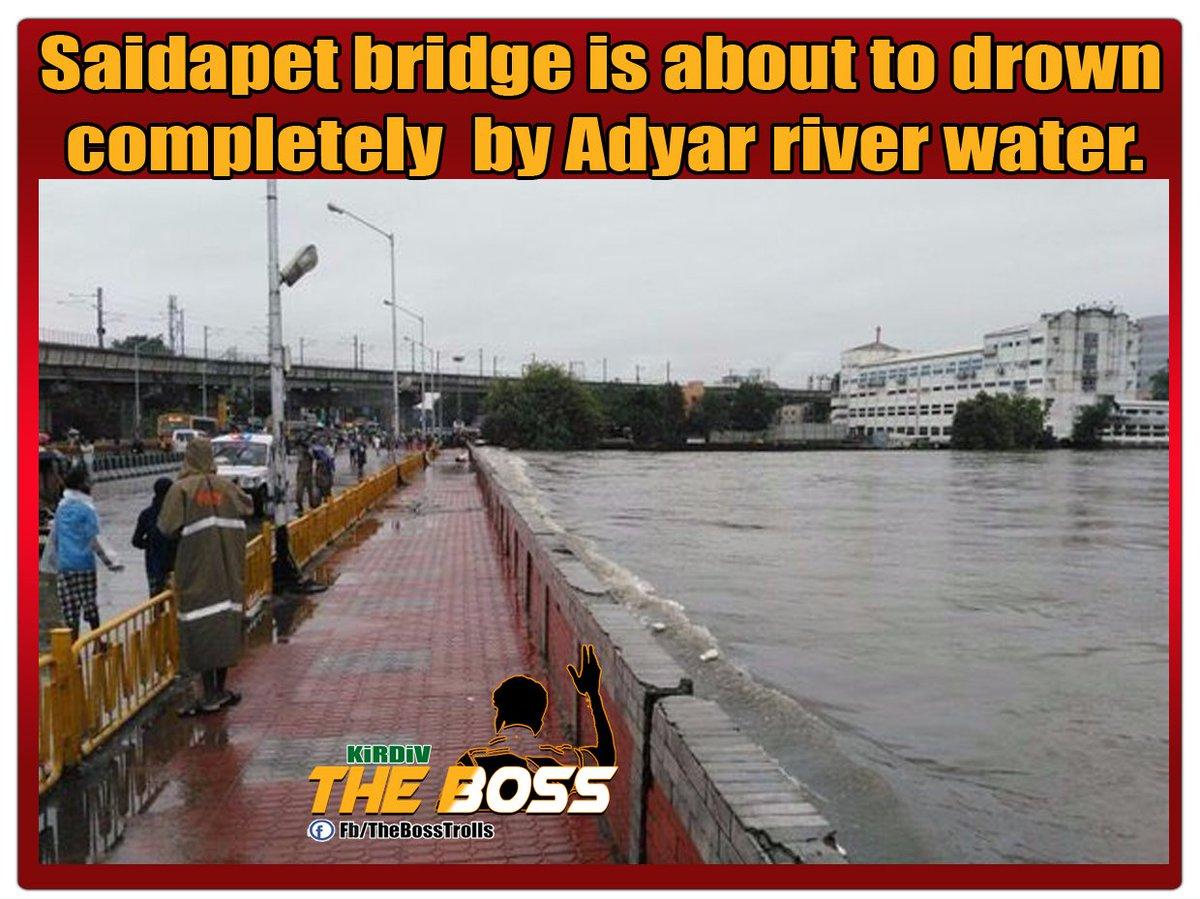 Saidapet bridge is about to drown
completely by Adyar river water.
KiRDiV
THE BOSS
f Fb/TheBossTrolls